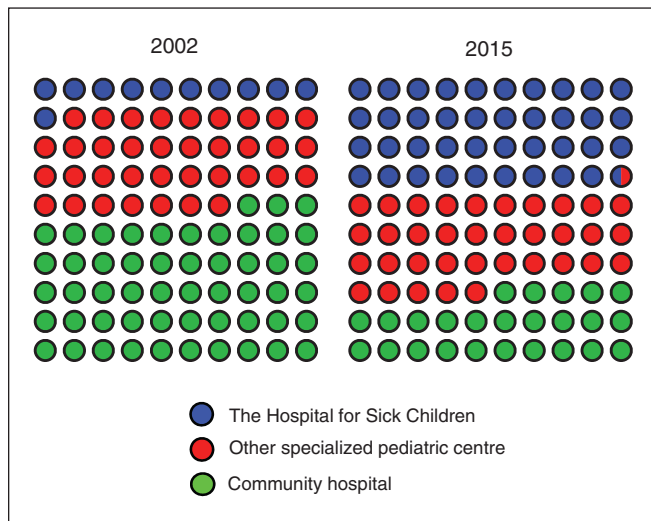 2002
2015
The Hospital for Sick Children
Other specialized pediatric centre
Community hospital